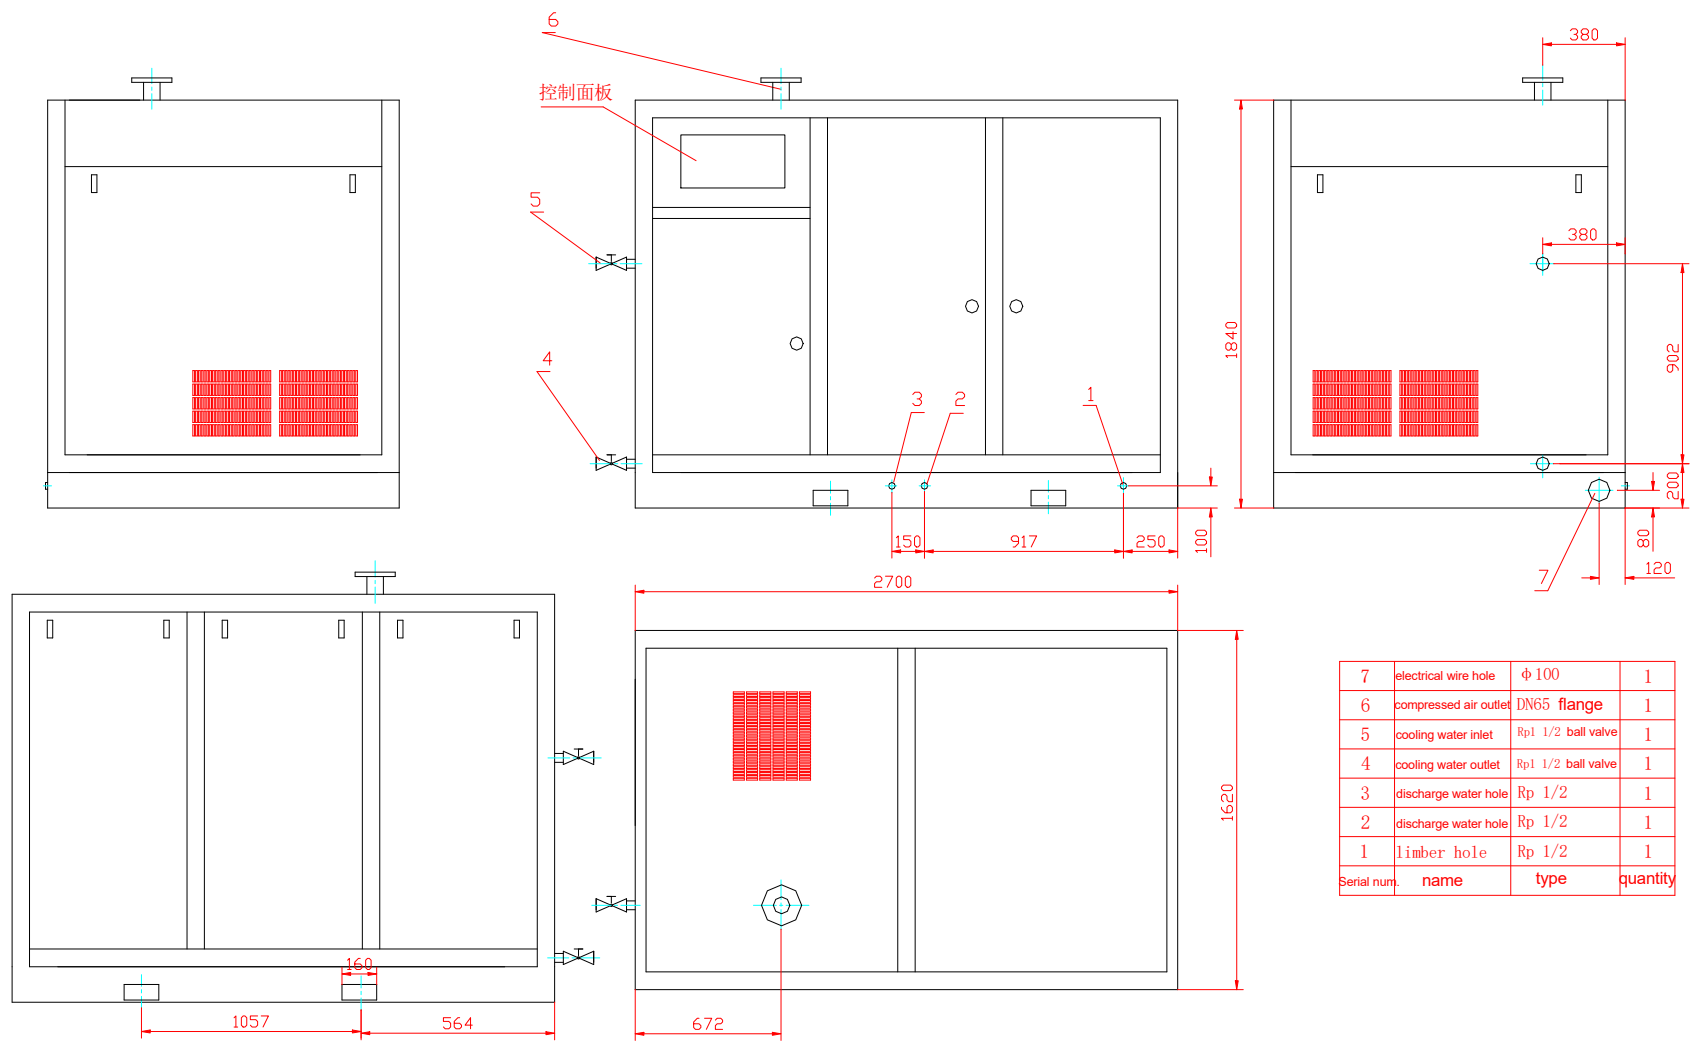 6
控制面板
5
4
3
2
1
150
917
250
100
380
380
1840
902
200
80
120
7
2700
1620
672
160
1057
564
7 electrical wire hole ϕ100 1
6 compressed air outlet DN65 flange 1
5 cooling water inlet Rp1 1/2 ball valve 1
4 cooling water outlet Rp1 1/2 ball valve 1
3 discharge water hole Rp 1/2 1
2 discharge water hole Rp 1/2 1
1 limber hole Rp 1/2 1
Serial num. name type quantity